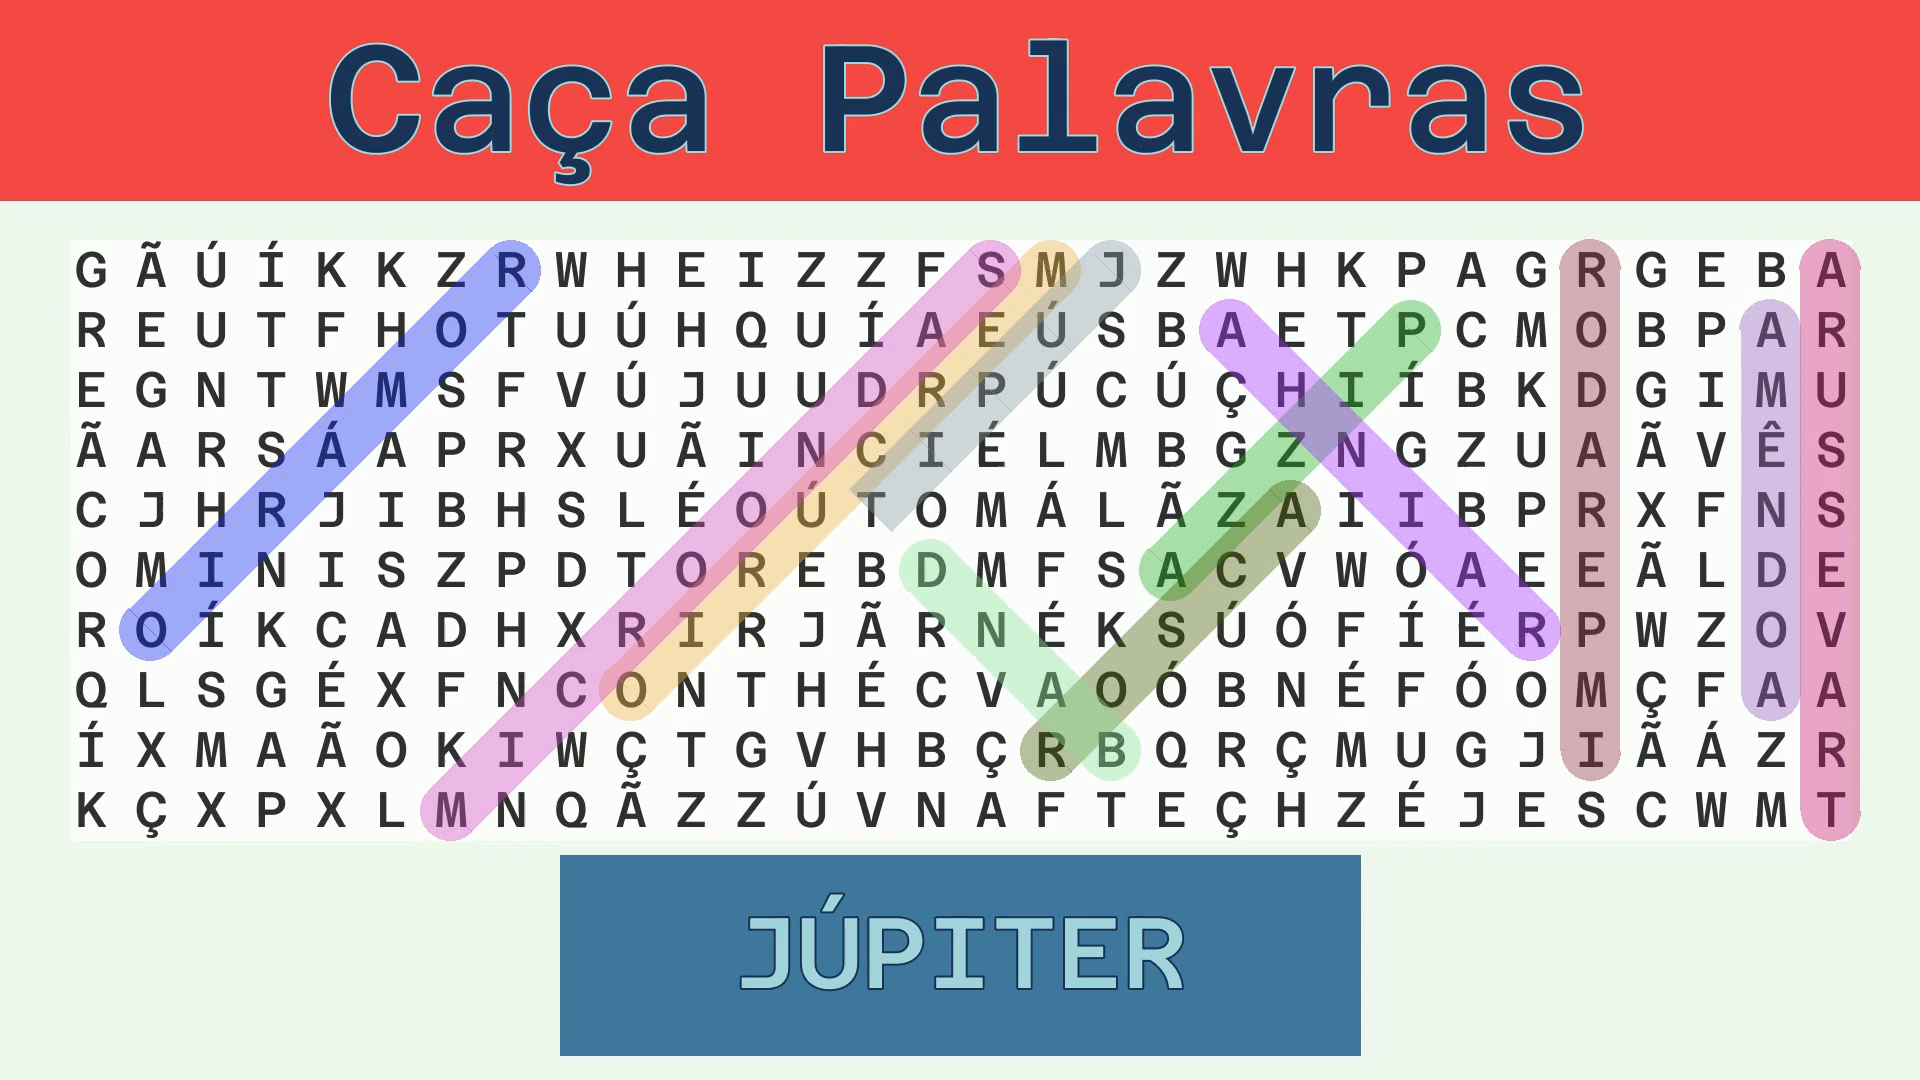 Caça Palavras
G Ã Ú Í K K Z R W H E I Z Z F S M J Z W H K P A G R G E B A
R E U T F H O T U Ú H Q U Í A E Ú S B A E T P C M O B P A R
E G N T W M S F V Ú J U U D R P Ú C Ú Ç H I Í B K D G I M U
Ã A R S Á A P R X U Ã I N C I É L M B G Z N G Z U A Ã V Ê S
C J H R J I B H S L É O Ú T O M Á L Ã Z A I I B P R X F N S
O M I N I S Z P D T O R E B D M F S A C V W Ó A E E Ã L D E
R O Í K C A D H X R I R J Ã R N É K S Ú Ó F Í É R P W Z O V
Q L S G É X F N C O N T H É C V A O Ó B N É F Ó O M Ç F A A
Í X M A Ã O K I W Ç T G V H B Ç R B Q R Ç M U G J I Ã Á Z R
K Ç X P X L M N Q Ã Z Z Ú V N A F T E Ç H Z É J E S C W M T
JÚPITER